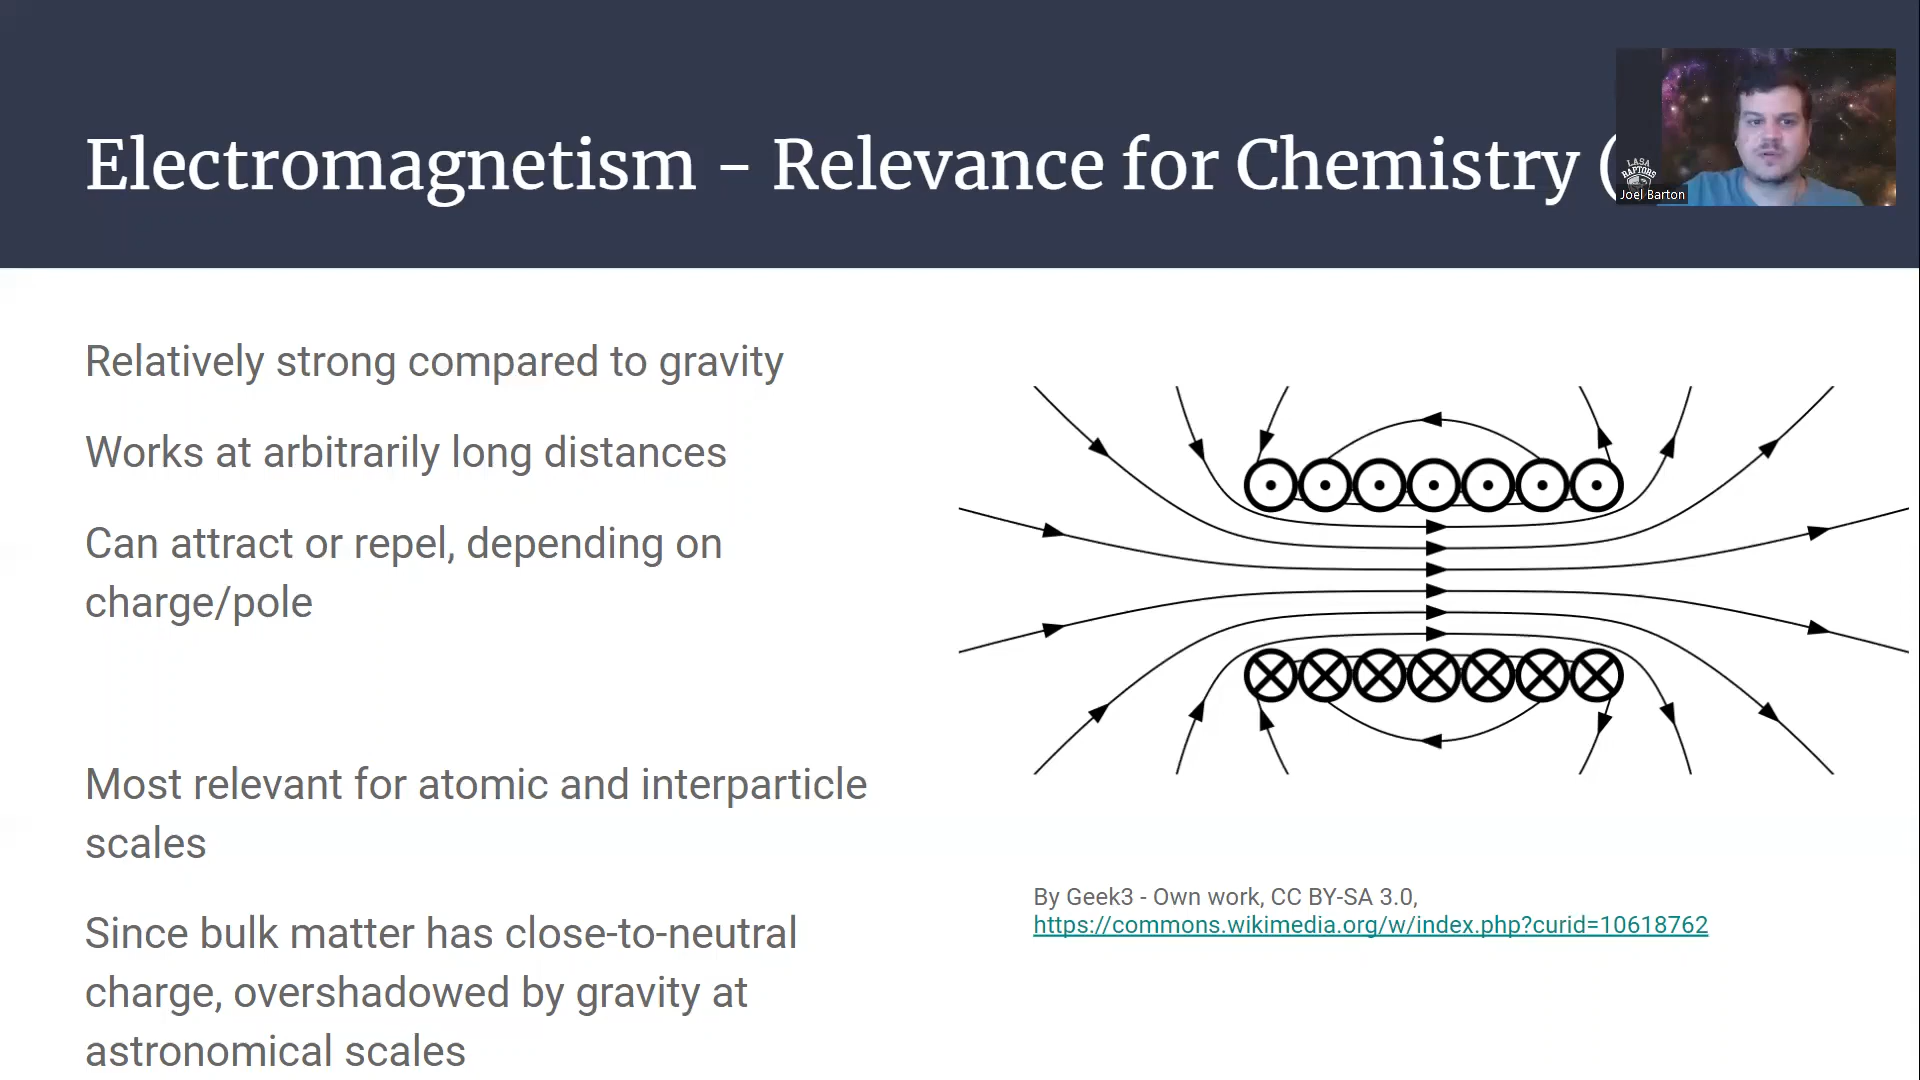 Electromagnetism - Relevance for Chemistry (
LASA
RAPTORS
Joel Barton
Relatively strong compared to gravity
Works at arbitrarily long distances
Can attract or repel, depending on
charge/pole
Most relevant for atomic and interparticle
scales
Since bulk matter has close-to-neutral
charge, overshadowed by gravity at
astronomical scales
By Geek3 - Own work, CC BY-SA 3.0,
https://commons.wikimedia.org/w/index.php?curid=10618762